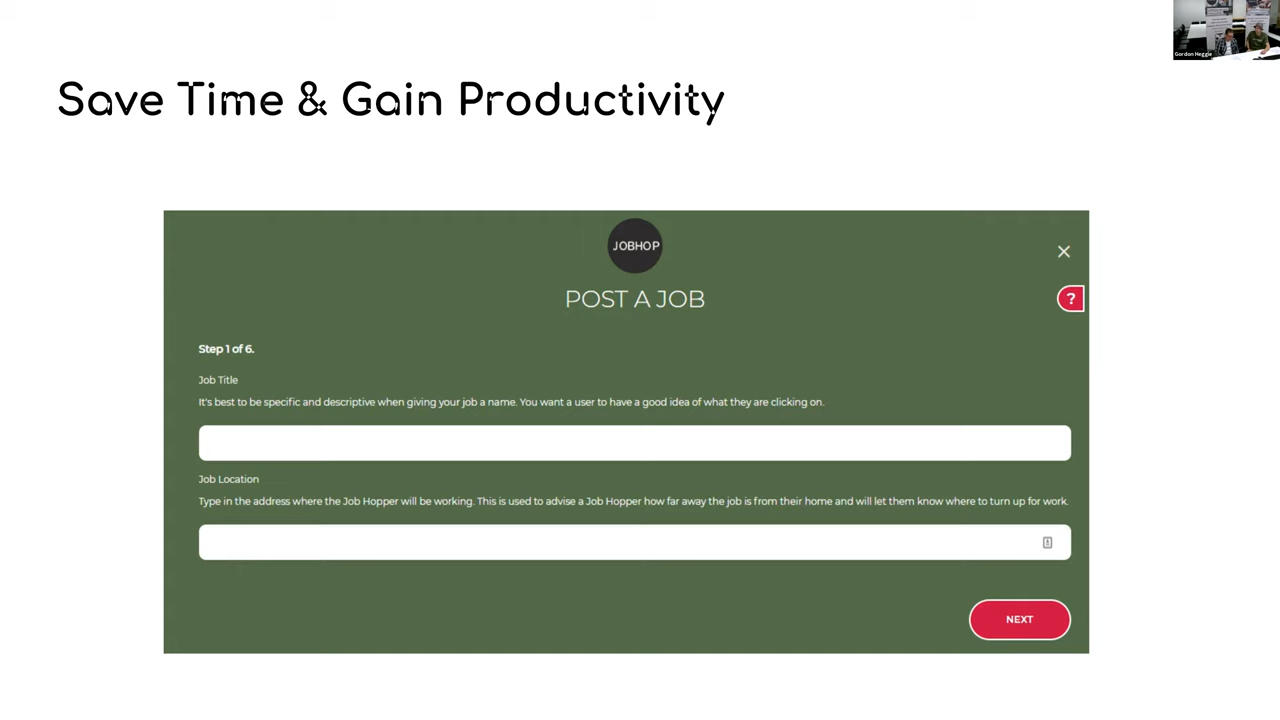 Gordon Heggie
Save Time & Gain Productivity
JOBHOP
POST A JOB
?
Step 1 of 6.
Job Title
It's best to be specific and descriptive when giving your job a name. You want a user to have a good idea of what they are clicking on.
Job Location
Type in the address where the Job Hopper will be working. This is used to advise a Job Hopper how far away the job is from their home and will let them know where to turn up for work.
NEXT